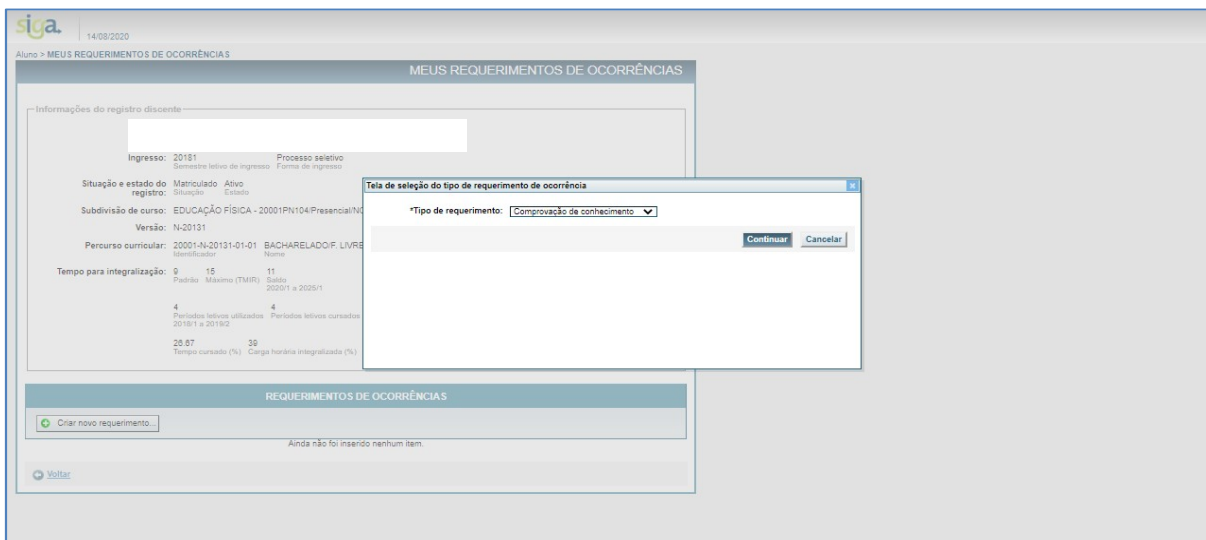 siga.
14/08/2020
Aluno > MEUS REQUERIMENTOS DE OCORRÊNCIAS
MEUS REQUERIMENTOS DE OCORRÊNCIAS
Informações do registro discente
Ingresso: 20181 Processo seletivo
Semestre letivo de ingresso Forma de ingresso
Situação e estado do registro: Matriculado Ativo
Situação Estado
Subdivisão de curso: EDUCAÇÃO FÍSICA - 20001PN104/Presencial/NO
Versão: N-20131
Percurso curricular: 20001-N-20131-01-01 BACHARELADO/F. LIVRE
Identificador Nome
Tempo para integralização: 9 15 11
Padrão Máximo (TMIR) Saldo
2020/1 a 2025/1
4 4
Períodos letivos utilizados Períodos letivos cursados
2018/1 a 2019/2
26.67 39
Tempo cursado (%) Carga horária integralizada (%)
Tela de seleção do tipo de requerimento de ocorrência
*Tipo de requerimento: Comprovação de conhecimento
Continuar Cancelar
REQUERIMENTOS DE OCORRÊNCIAS
Criar novo requerimento...
Ainda não foi inserido nenhum item.
Voltar